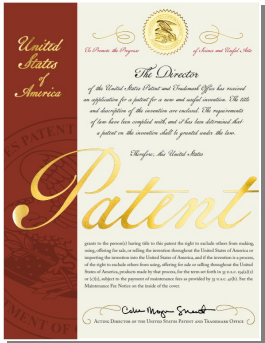 United
States
of
America
To Promote the Progress
of Science and Useful Arts
The Director
of the United States Patent and Trademark Office has received
an application for a patent for a new and useful invention. The title
and description of the invention are enclosed. The requirements
of law have been complied with, and it has been determined that
a patent on the invention shall be granted under the law.
Therefore, this United States
Patent
grants to the person(s) having title to this patent the right to exclude others from making,
using, offering for sale, or selling the invention throughout the United States of America or
importing the invention into the United States of America, and if the invention is a process,
of the right to exclude others from using, offering for sale or selling throughout the United
States of America, products made by that process, for the term set forth in 35 U.S.C. 154(a)(2)
or (c)(1), subject to the payment of maintenance fees as provided by 35 U.S.C. 41(b). See the
Maintenance Fee Notice on the inside of the cover.
Acting Director of the United States Patent and Trademark Office